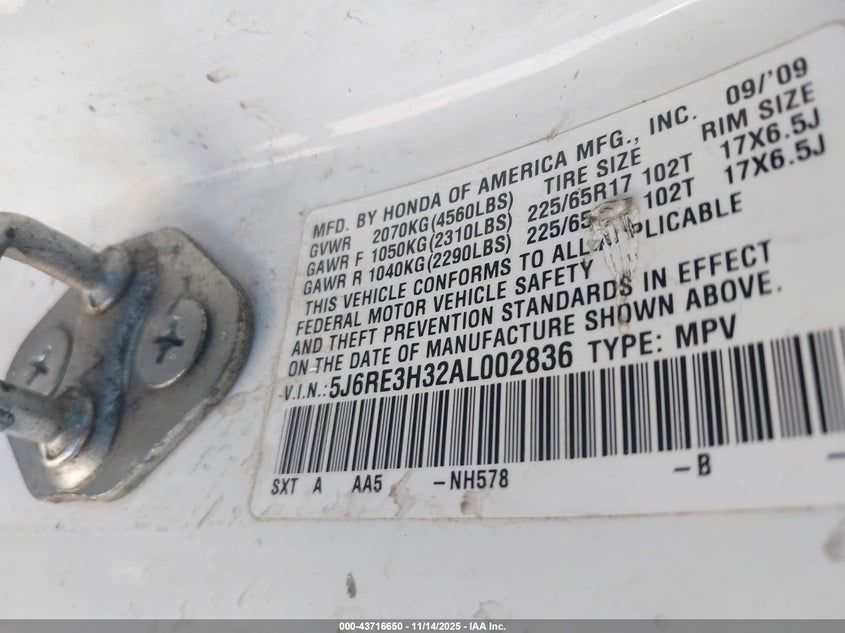 MFD. BY HONDA OF AMERICA MFG., INC. 09/'09
GVWR 2070KG(4560LBS) TIRE SIZE RIM SIZE
GAWR F 1050KG(2310LBS) 225/65R17 102T 17X6.5J
GAWR R 1040KG(2290LBS) 225/65 102T 17X6.5J
THIS VEHICLE CONFORMS TO ALL APPLICABLE
FEDERAL MOTOR VEHICLE SAFETY
AND THEFT PREVENTION STANDARDS IN EFFECT
ON THE DATE OF MANUFACTURE SHOWN ABOVE.
V.I.N.: 5J6RE3H32AL002836 TYPE: MPV
SXT A AA5 -NH578 -B -
000-43716650 | 11/14/2025 - IAA Inc.